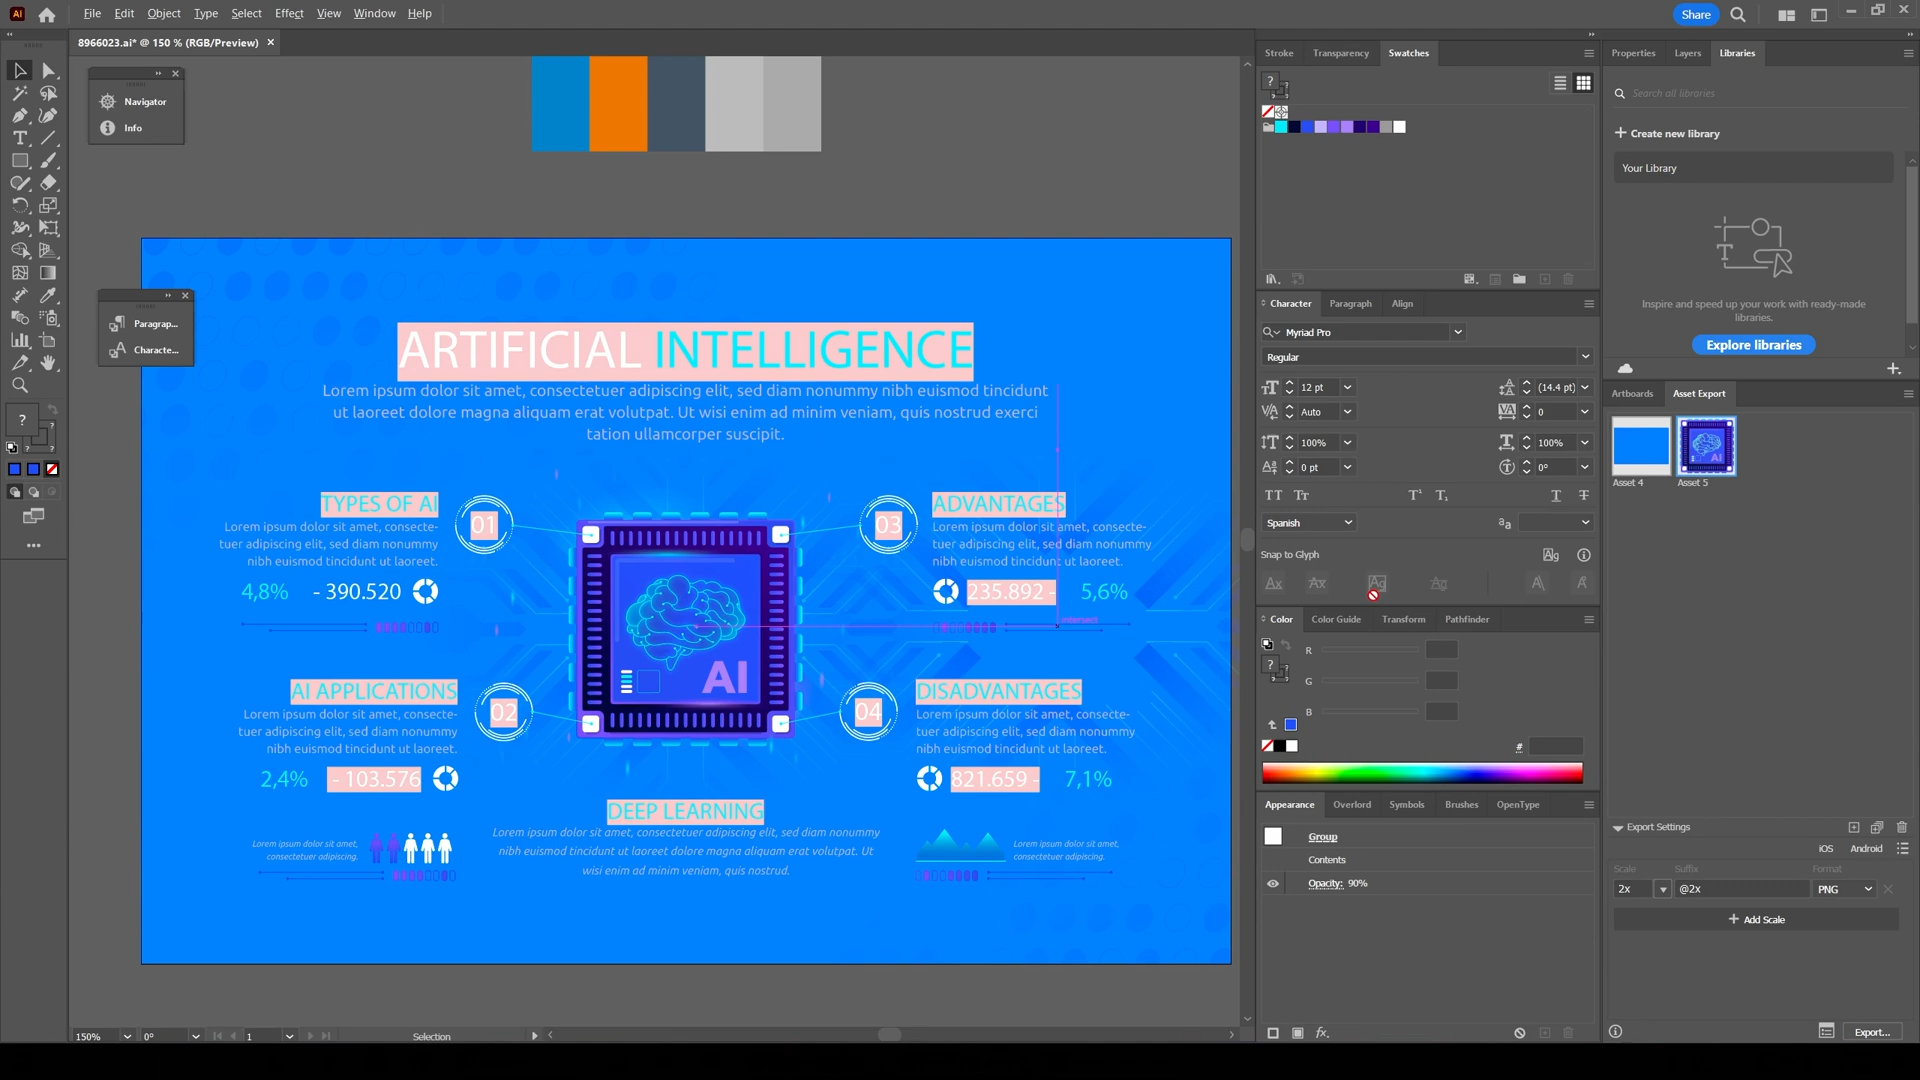 Ai
File Edit Object Type Select Effect View Window Help
Share
8966023.ai* @ 150 % (RGB/Preview)
Navigator
Info
Paragrap...
Characte...
ARTIFICIAL INTELLIGENCE
Lorem ipsum dolor sit amet, consectetuer adipiscing elit, sed diam nonummy nibh euismod tincidunt
ut laoreet dolore magna aliquam erat volutpat. Ut wisi enim ad minim veniam, quis nostrud exerci
tation ullamcorper suscipit.
TYPES OF AI
Lorem ipsum dolor sit amet, consecte-
tuer adipiscing elit, sed diam nonummy
nibh euismod tincidunt ut laoreet.
4,8% - 390.520
01
AI APPLICATIONS
Lorem ipsum dolor sit amet, consecte-
tuer adipiscing elit, sed diam nonummy
nibh euismod tincidunt ut laoreet.
2,4% - 103.576
02
AI
03
ADVANTAGES
Lorem ipsum dolor sit amet, consecte-
tuer adipiscing elit, sed diam nonummy
nibh euismod tincidunt ut laoreet.
235.892 - 5,6%
intersect
04
DISADVANTAGES
Lorem ipsum dolor sit amet, consecte-
tuer adipiscing elit, sed diam nonummy
nibh euismod tincidunt ut laoreet.
821.659 - 7,1%
DEEP LEARNING
Lorem ipsum dolor sit amet, consectetuer adipiscing elit, sed diam nonummy
nibh euismod tincidunt ut laoreet dolore magna aliquam erat volutpat. Ut
wisi enim ad minim veniam, quis nostrud.
Lorem ipsum dolor sit amet,
consectetuer adipiscing.
Lorem ipsum dolor sit amet,
consectetuer adipiscing.
150% 0° 1 Selection
Stroke Transparency Swatches
Character Paragraph Align
Myriad Pro
Regular
12 pt (14.4 pt)
Auto 0
100% 100%
0 pt 0°
Spanish
Snap to Glyph
Color Color Guide Transform Pathfinder
R
G
B
#
Appearance Overlord Symbols Brushes OpenType
Group
Contents
Opacity: 90%
fx
Properties Layers Libraries
Search all libraries
Create new library
Your Library
Inspire and speed up your work with ready-made
libraries.
Explore libraries
Artboards Asset Export
AI
Asset 4 Asset 5
Export Settings
iOS Android
Scale Suffix Format
2x @2x PNG
+ Add Scale
Export...